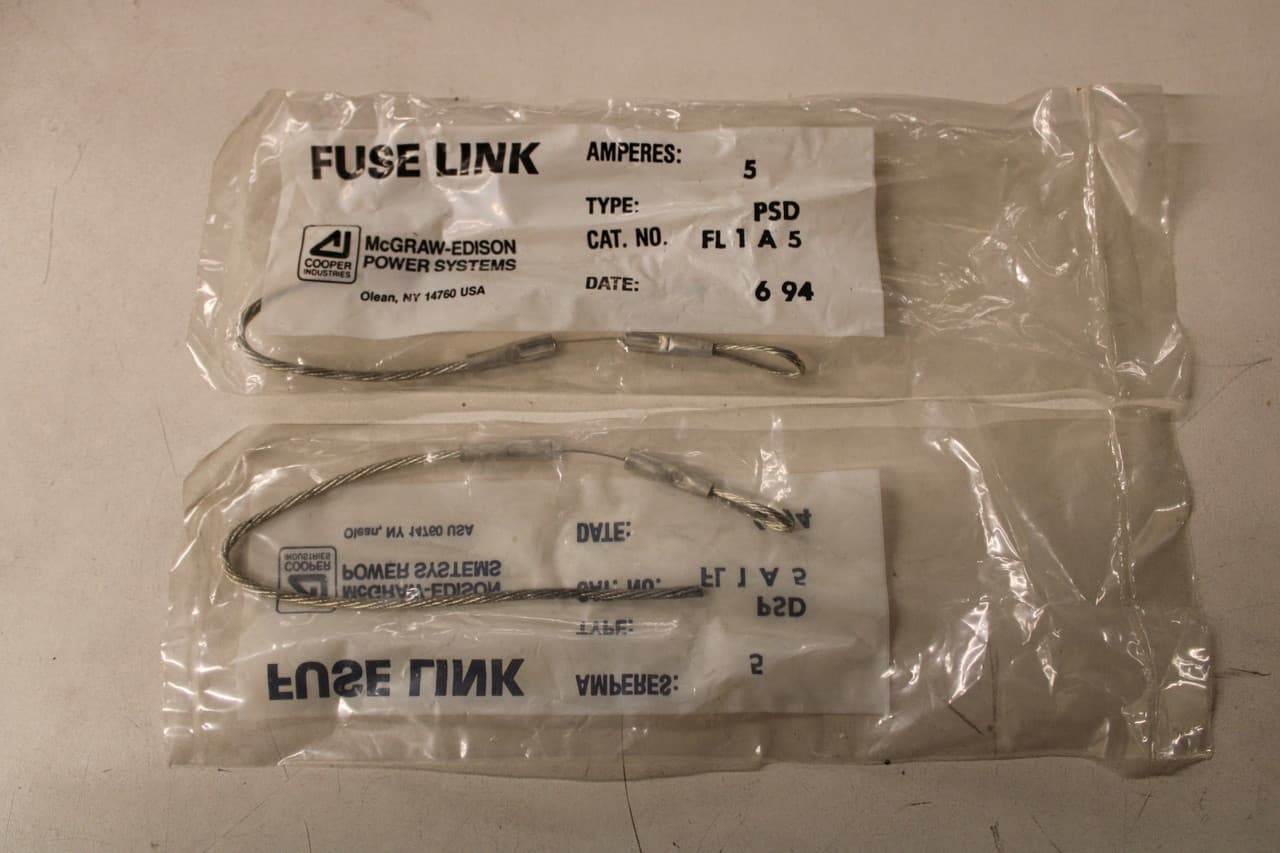 FUSE LINK
AMPERES: 5
TYPE: PSD
CAT. NO. FL 1 A 5
DATE: 6 94
COOPER
INDUSTRIES
McGRAW-EDISON
POWER SYSTEMS
Olean, NY 14760 USA
Olean, NY 14760 USA
DATE: 94
INDUSTRIES
COOPER
POWER SYSTEMS
McGRAW-EDISON
CAT. NO. FL 1 A 5
TYPE: PSD
FUSE LINK
AMPERES: 5